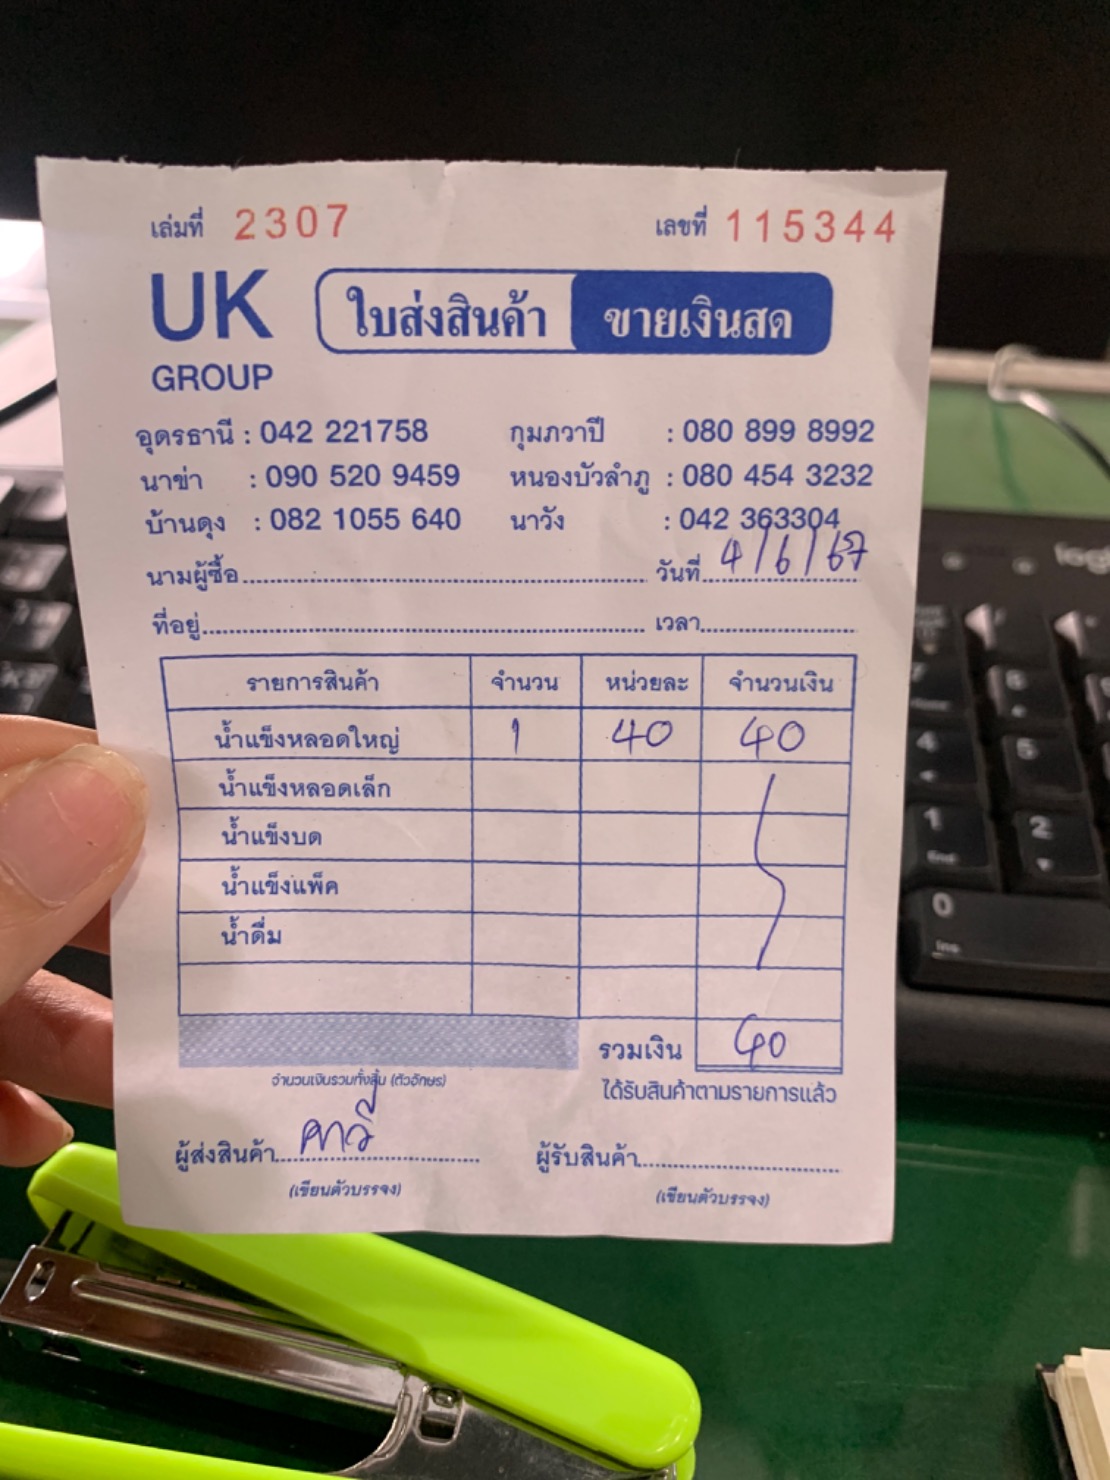 เล่มที่ 2307 เลขที่ 115344
UK GROUP
ใบส่งสินค้า ขายเงินสด
อุดรธานี : 042 221758 กุมภวาปี : 080 899 8992
นาข่า : 090 520 9459 หนองบัวลำภู : 080 454 3232
บ้านดุง : 082 1055 640 นาวัง : 042 363304
นามผู้ซื้อ วันที่ 4/6/67
ที่อยู่ เวลา
รายการสินค้า จำนวน หน่วยละ จำนวนเงิน
น้ำแข็งหลอดใหญ่ 1 40 40
น้ำแข็งหลอดเล็ก
น้ำแข็งบด
น้ำแข็งแพ็ค
น้ำดื่ม
รวมเงิน 40
จำนวนเงินรวมทั้งสิ้น (ตัวอักษร)
ได้รับสินค้าตามรายการแล้ว
ผู้ส่งสินค้า ผู้รับสินค้า
(เขียนตัวบรรจง) (เขียนตัวบรรจง)